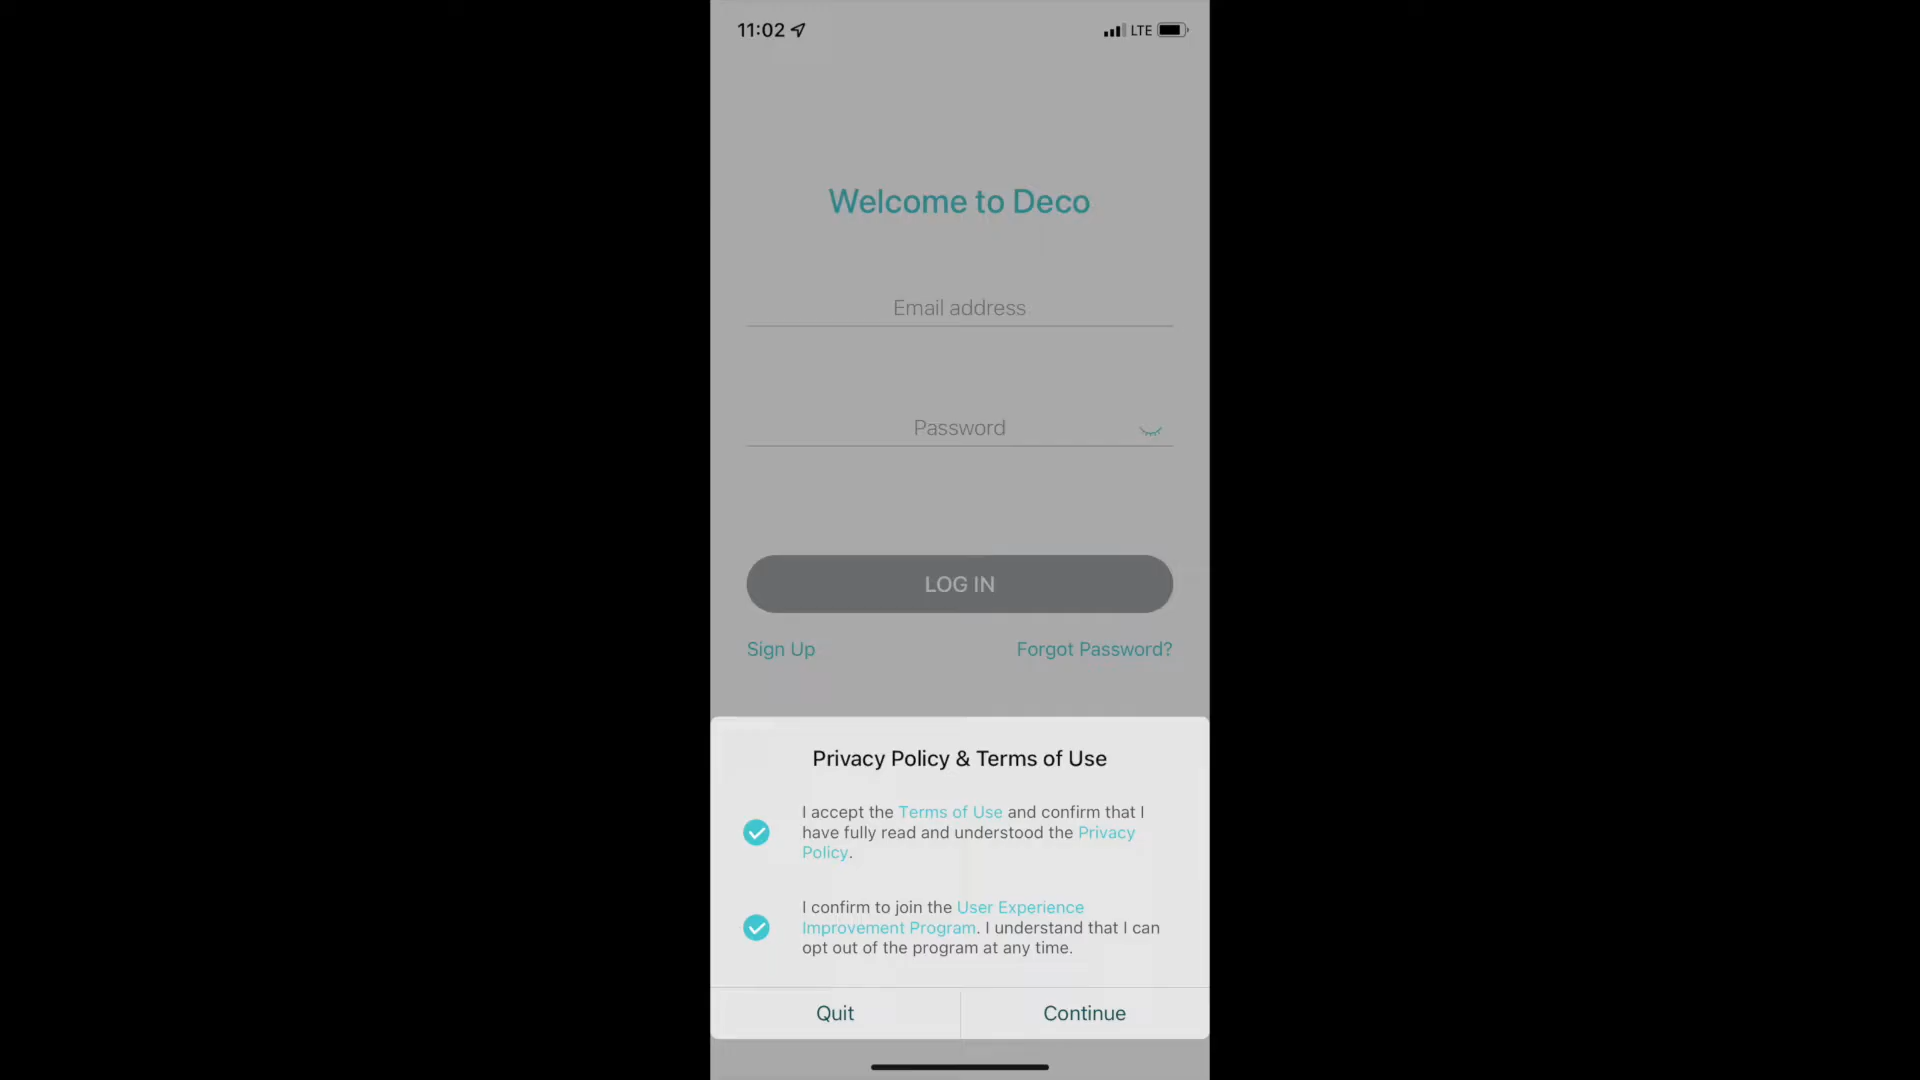 11:02
LTE
Welcome to Deco
Email address
Password
LOG IN
Sign Up
Forgot Password?
Privacy Policy & Terms of Use
I accept the Terms of Use and confirm that I
have fully read and understood the Privacy
Policy.
I confirm to join the User Experience
Improvement Program. I understand that I can
opt out of the program at any time.
Quit
Continue